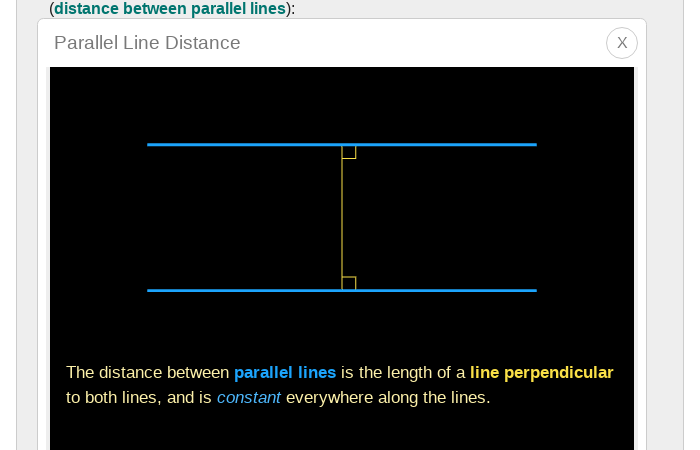 (distance between parallel lines):
Parallel Line Distance
X
The distance between parallel lines is the length of a line perpendicular
to both lines, and is constant everywhere along the lines.